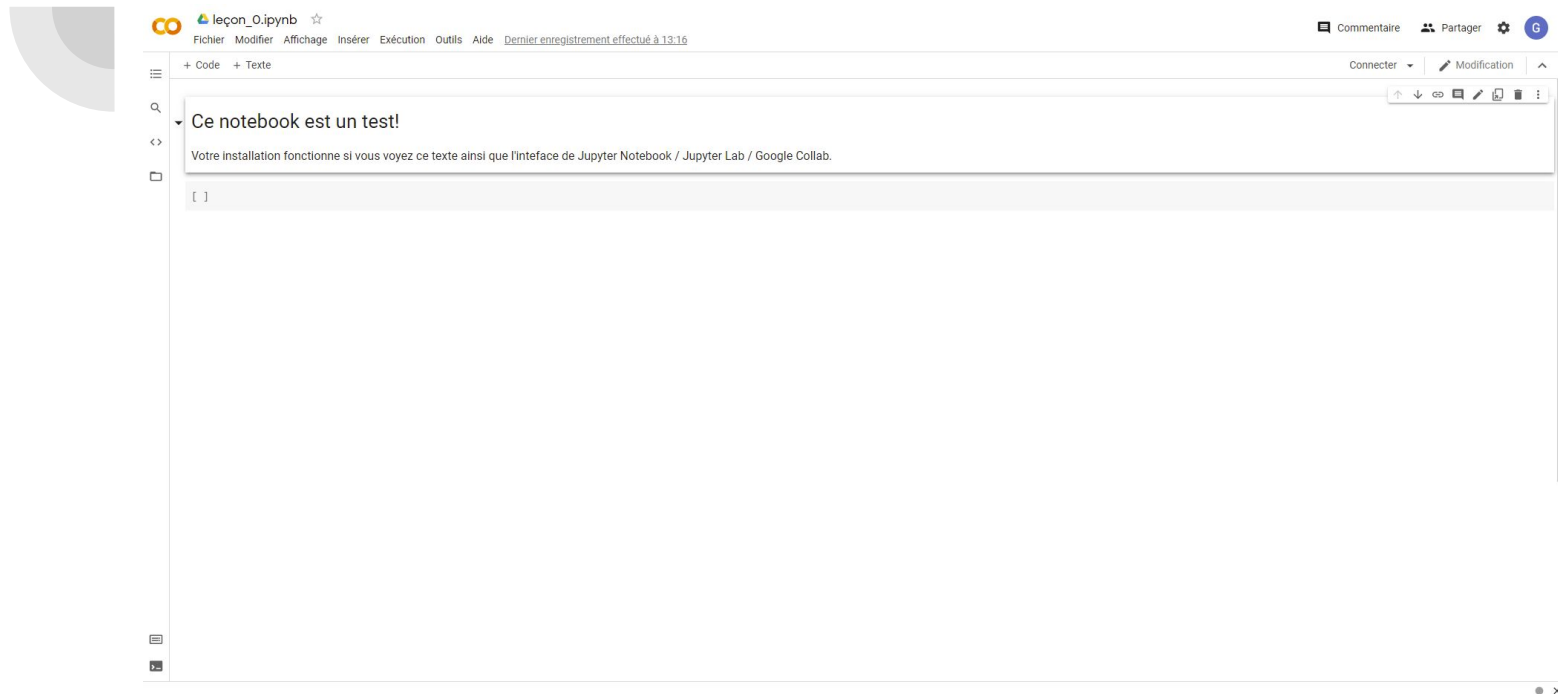 leçon_0.ipynb
Commentaire Partager G
Fichier Modifier Affichage Insérer Exécution Outils Aide Dernier enregistrement effectué à 13:16
+ Code + Texte Connecter Modification
Ce notebook est un test!
Votre installation fonctionne si vous voyez ce texte ainsi que l'inteface de Jupyter Notebook / Jupyter Lab / Google Collab.
[ ]